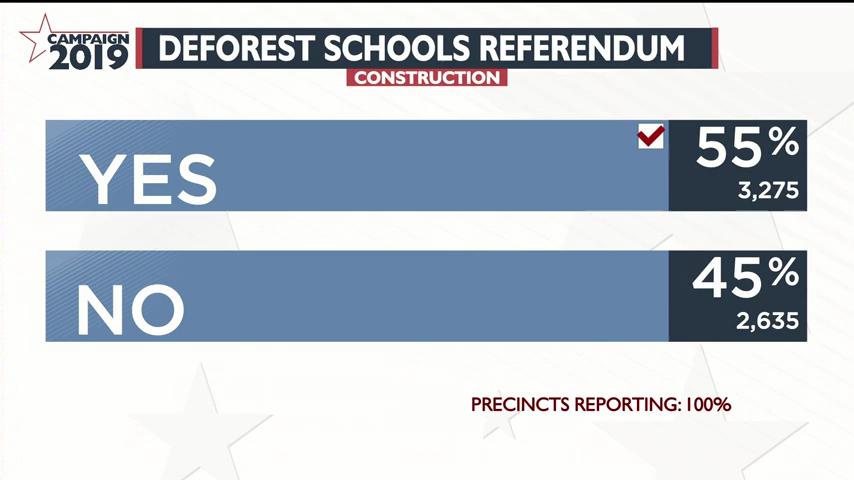 CAMPAIGN
2019
DEFOREST SCHOOLS REFERENDUM
CONSTRUCTION
YES
55%
3,275
NO
45%
2,635
PRECINCTS REPORTING: 100%